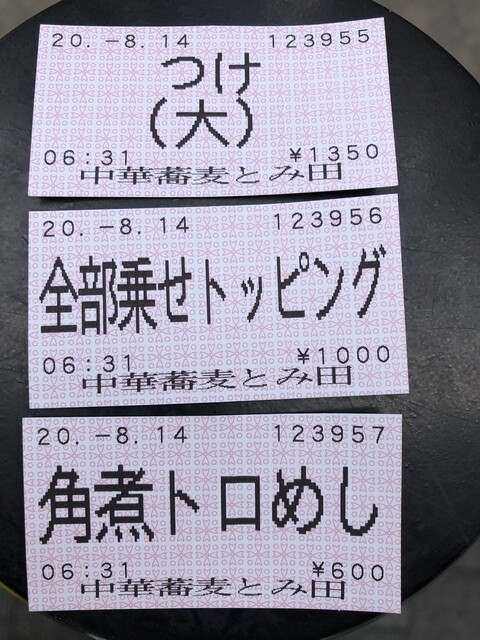 20.-8.14 123955
つけ
(大)
06:31 ¥1350
中華蕎麦とみ田
20.-8.14 123956
全部乗せトッピング
06:31 ¥1000
中華蕎麦とみ田
20.-8.14 123957
角煮トロめし
06:31 ¥600
中華蕎麦とみ田